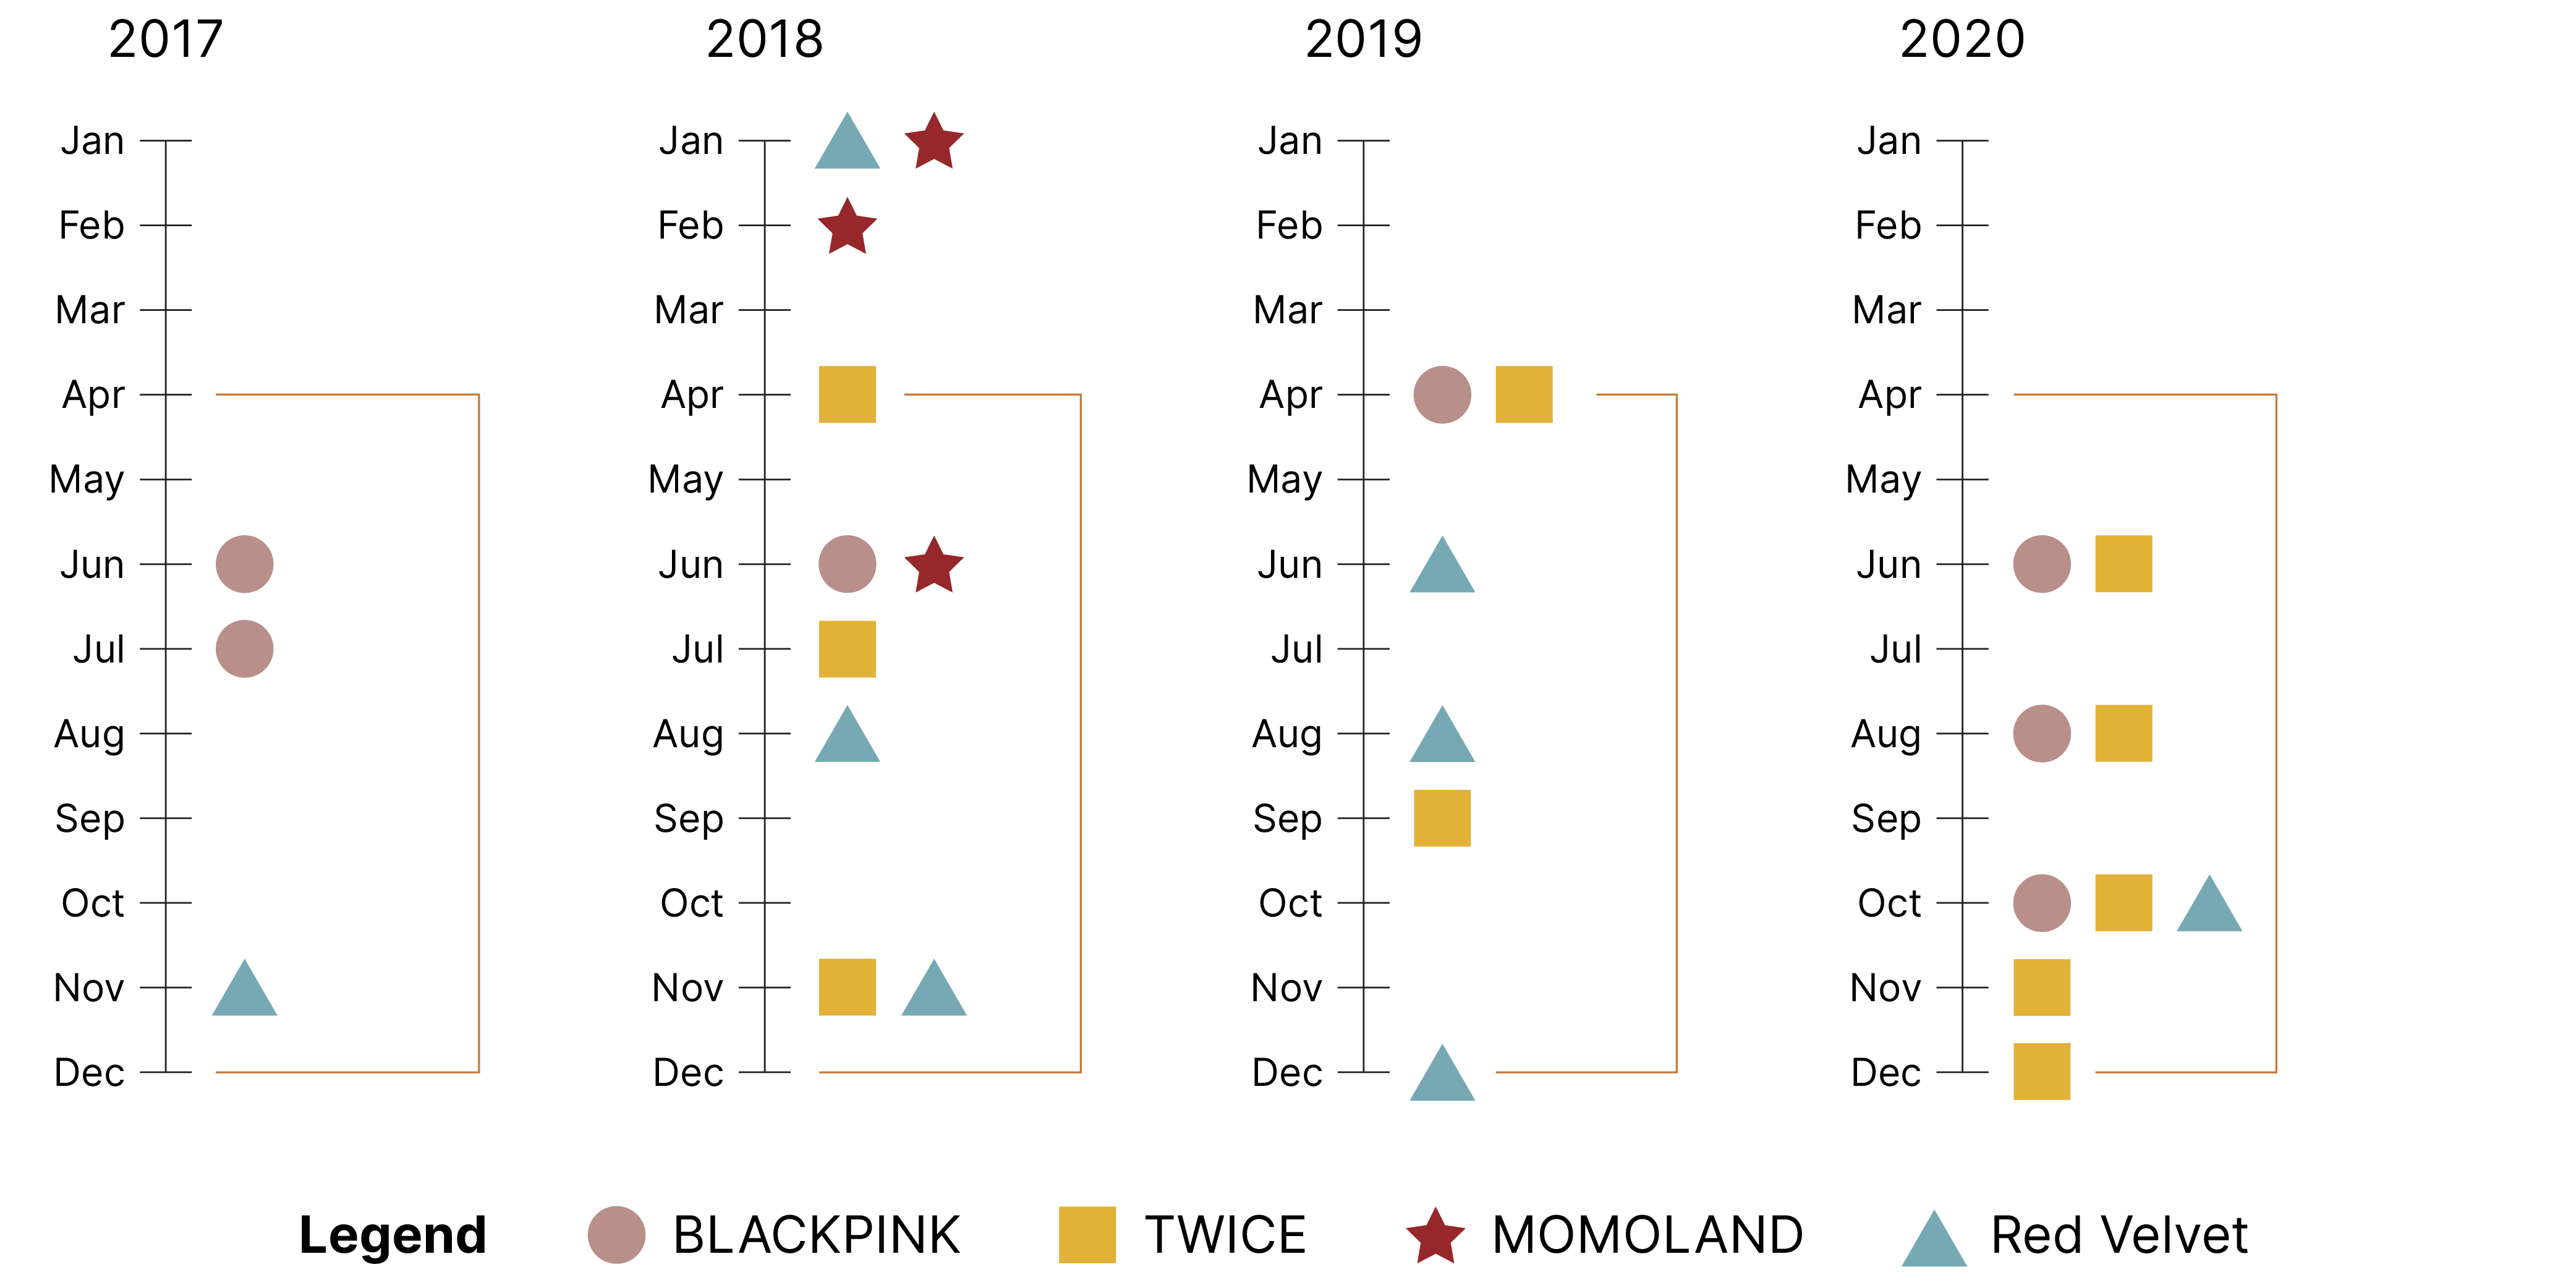 2017
2018
2019
2020
Jan
Feb
Mar
Apr
May
Jun
Jul
Aug
Sep
Oct
Nov
Dec
Jan
Feb
Mar
Apr
May
Jun
Jul
Aug
Sep
Oct
Nov
Dec
Jan
Feb
Mar
Apr
May
Jun
Jul
Aug
Sep
Oct
Nov
Dec
Jan
Feb
Mar
Apr
May
Jun
Jul
Aug
Sep
Oct
Nov
Dec
Legend BLACKPINK TWICE MOMOLAND Red Velvet